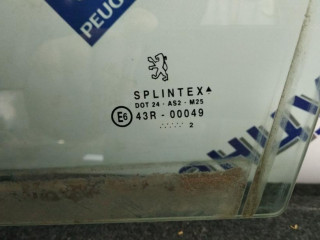 PEUG
SPLINTEX
DOT 24 · AS2 · M25
E6 43R - 00049
2